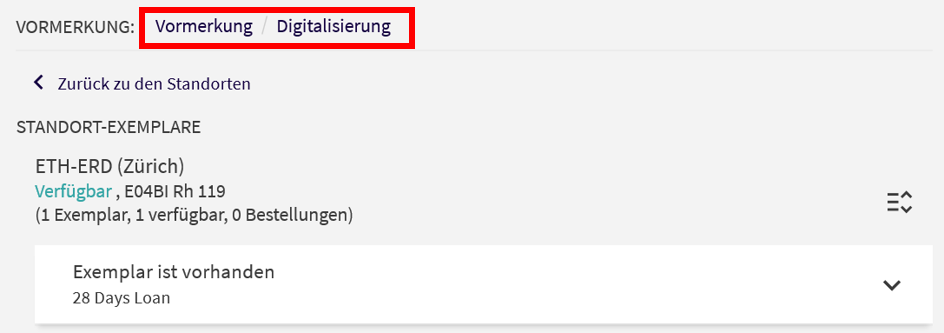 VORMERKUNG: Vormerkung / Digitalisierung
Zurück zu den Standorten
STANDORT-EXEMPLARE
ETH-ERD (Zürich)
Verfügbar , E04BI Rh 119
(1 Exemplar, 1 verfügbar, 0 Bestellungen)
Exemplar ist vorhanden
28 Days Loan